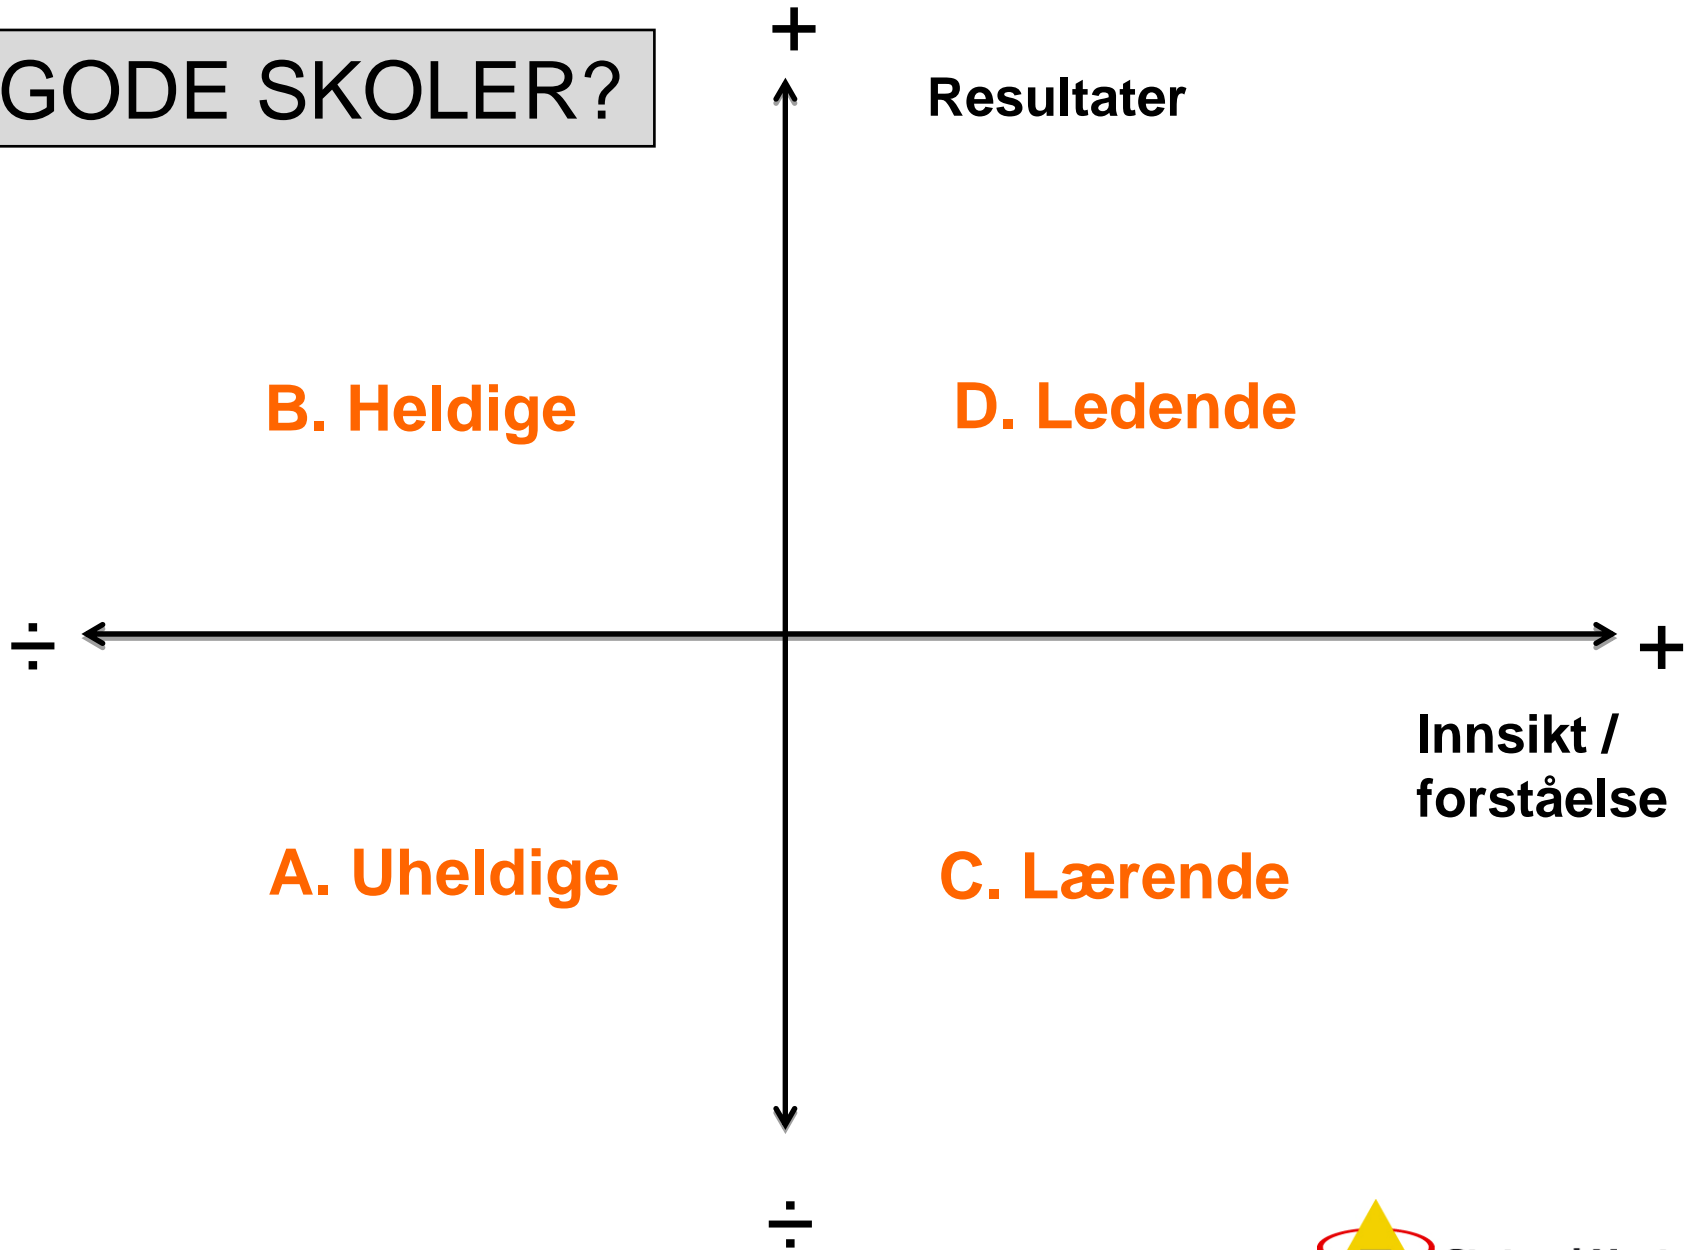 +
GODE SKOLER?
Resultater
B. Heldige
D. Ledende
÷
+
Innsikt /
forståelse
A. Uheldige
C. Lærende
÷